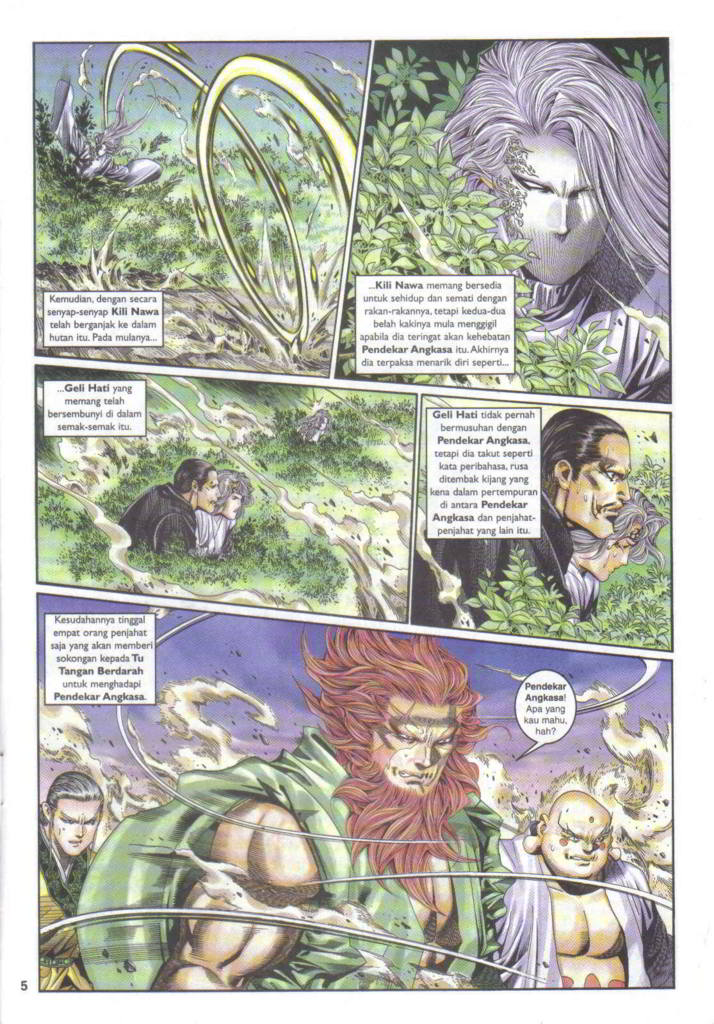 Kemudian, dengan secara
senyap-senyap Kili Nawa
telah berganjak ke dalam
hutan itu. Pada mulanya...
...Kili Nawa memang bersedia
untuk sehidup dan semati dengan
rakan-rakannya, tetapi kedua-dua
belah kakinya mula menggigil
apabila dia teringat akan kehebatan
Pendekar Angkasa itu. Akhirnya
dia terpaksa menarik diri seperti...
...Geli Hati yang
memang telah
bersembunyi di dalam
semak-semak itu.
Geli Hati tidak pernah
bermusuhan dengan
Pendekar Angkasa,
tetapi dia takut seperti
kata peribahasa, rusa
ditembak kijang yang
kena dalam pertempuran
di antara Pendekar
Angkasa dan penjahat-
penjahat yang lain itu.
Kesudahannya tinggal
empat orang penjahat
saja yang akan memberi
sokongan kepada Tu
Tangan Berdarah
untuk menghadapi
Pendekar Angkasa.
Pendekar
Angkasa!
Apa yang
kau mahu,
hah?
5